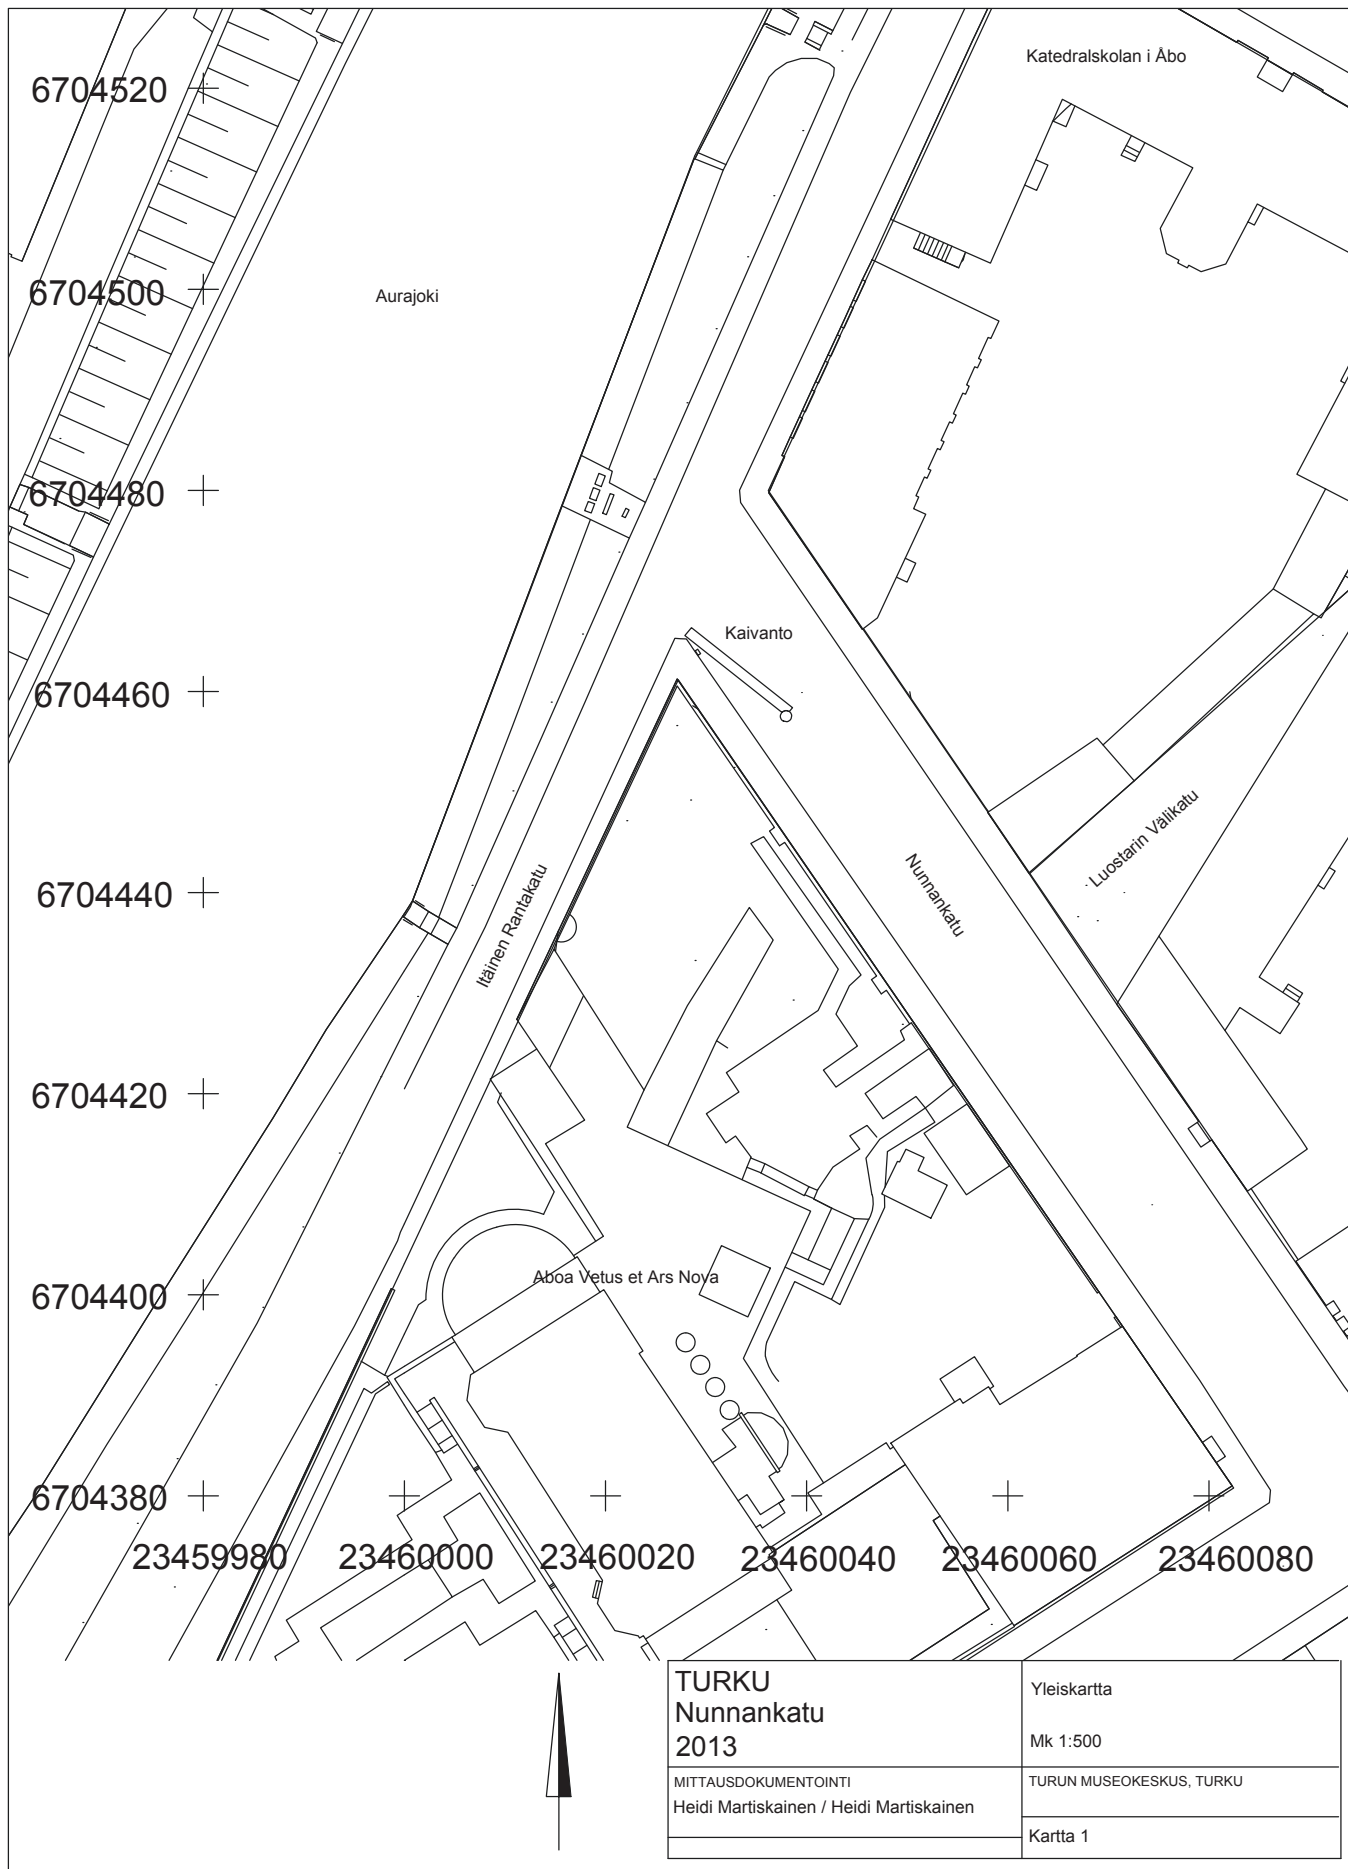 Katedralskolan i Åbo
6704520
6704500
Aurajoki
6704480
Kaivanto
6704460
Luostarin Välikatu
Nunnankatu
6704440
Itäinen Rantakatu
6704420
Aboa Vetus et Ars Nova
6704400
6704380
23459980 23460000 23460020 23460040 23460060 23460080
TURKU
Nunnankatu
2013
Yleiskartta
Mk 1:500
MITTAUSDOKUMENTOINTI
Heidi Martiskainen / Heidi Martiskainen
TURUN MUSEOKESKUS, TURKU
Kartta 1